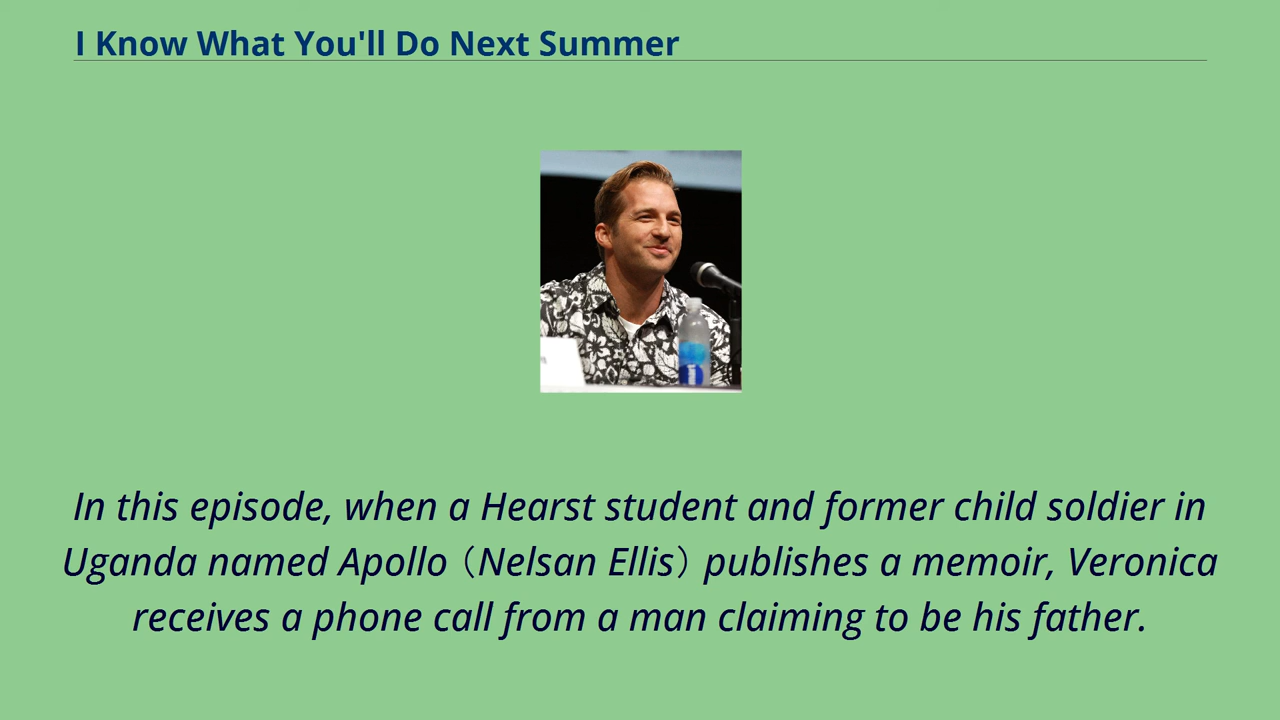 I Know What You'll Do Next Summer
In this episode, when a Hearst student and former child soldier in
Uganda named Apollo（Nelsan Ellis）publishes a memoir, Veronica
receives a phone call from a man claiming to be his father.